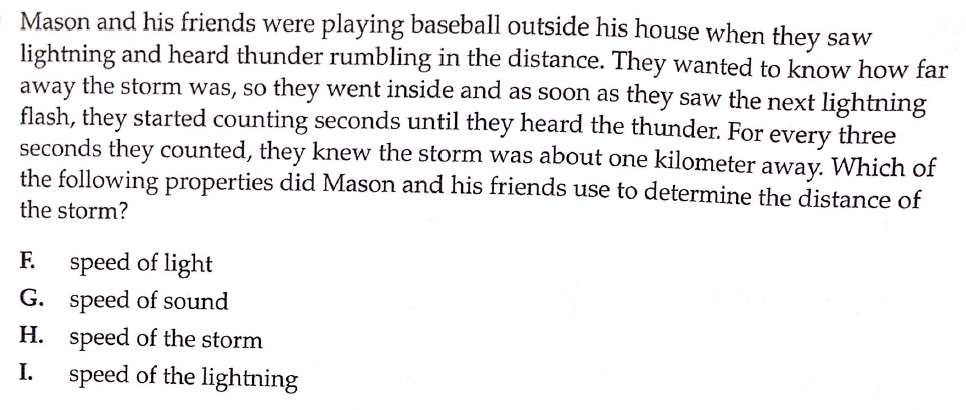 Mason and his friends were playing baseball outside his house when they saw
lightning and heard thunder rumbling in the distance. They wanted to know how far
away the storm was, so they went inside and as soon as they saw the next lightning
flash, they started counting seconds until they heard the thunder. For every three
seconds they counted, they knew the storm was about one kilometer away. Which of
the following properties did Mason and his friends use to determine the distance of
the storm?
F. speed of light
G. speed of sound
H. speed of the storm
I. speed of the lightning